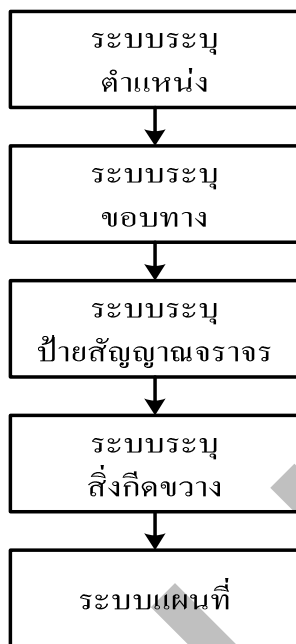 ระบบระบุ
ตำแหน่ง
ระบบระบุ
ขอบทาง
ระบบระบุ
ป้ายสัญญาณจราจร
ระบบระบุ
สิ่งกีดขวาง
ระบบแผนที่